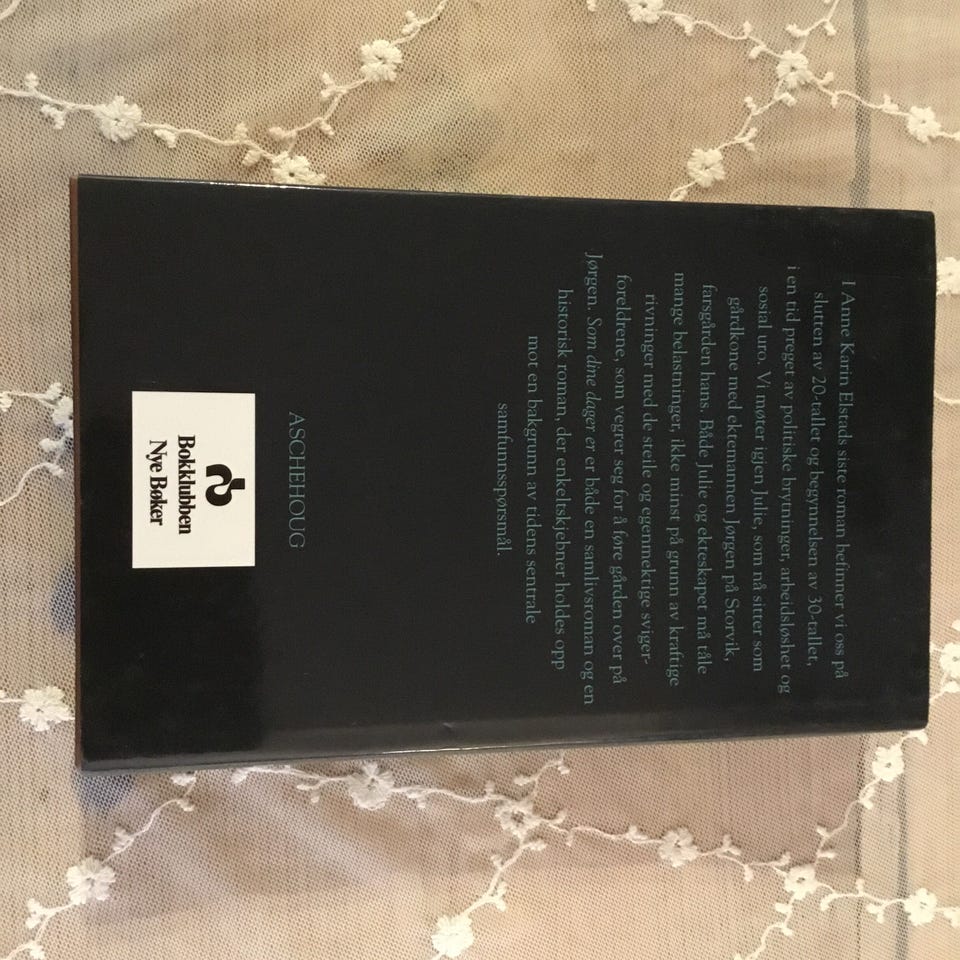 I Anne Karin Elstads siste roman befinner vi oss på
slutten av 20-tallet og begynnelsen av 30-tallet,
i en tid preget av politiske brytninger, arbeidsløshet og
sosial uro. Vi møter igjen Julie, som nå sitter som
gårdkone med ektemannen Jørgen på Storvik,
farsgården hans. Både Julie og ekteskapet må tåle
mange belastninger, ikke minst på grunn av kraftige
rivninger med de steile og egenmektige sviger-
foreldrene, som vegrer seg for å føre gården over på
Jørgen. Som dine dager er er både en samlivsroman og en
historisk roman, der enkeltskjebner holdes opp
mot en bakgrunn av tidens sentrale
samfunnsspørsmål.
ASCHEHOUG
Bokklubben
Nye Bøker